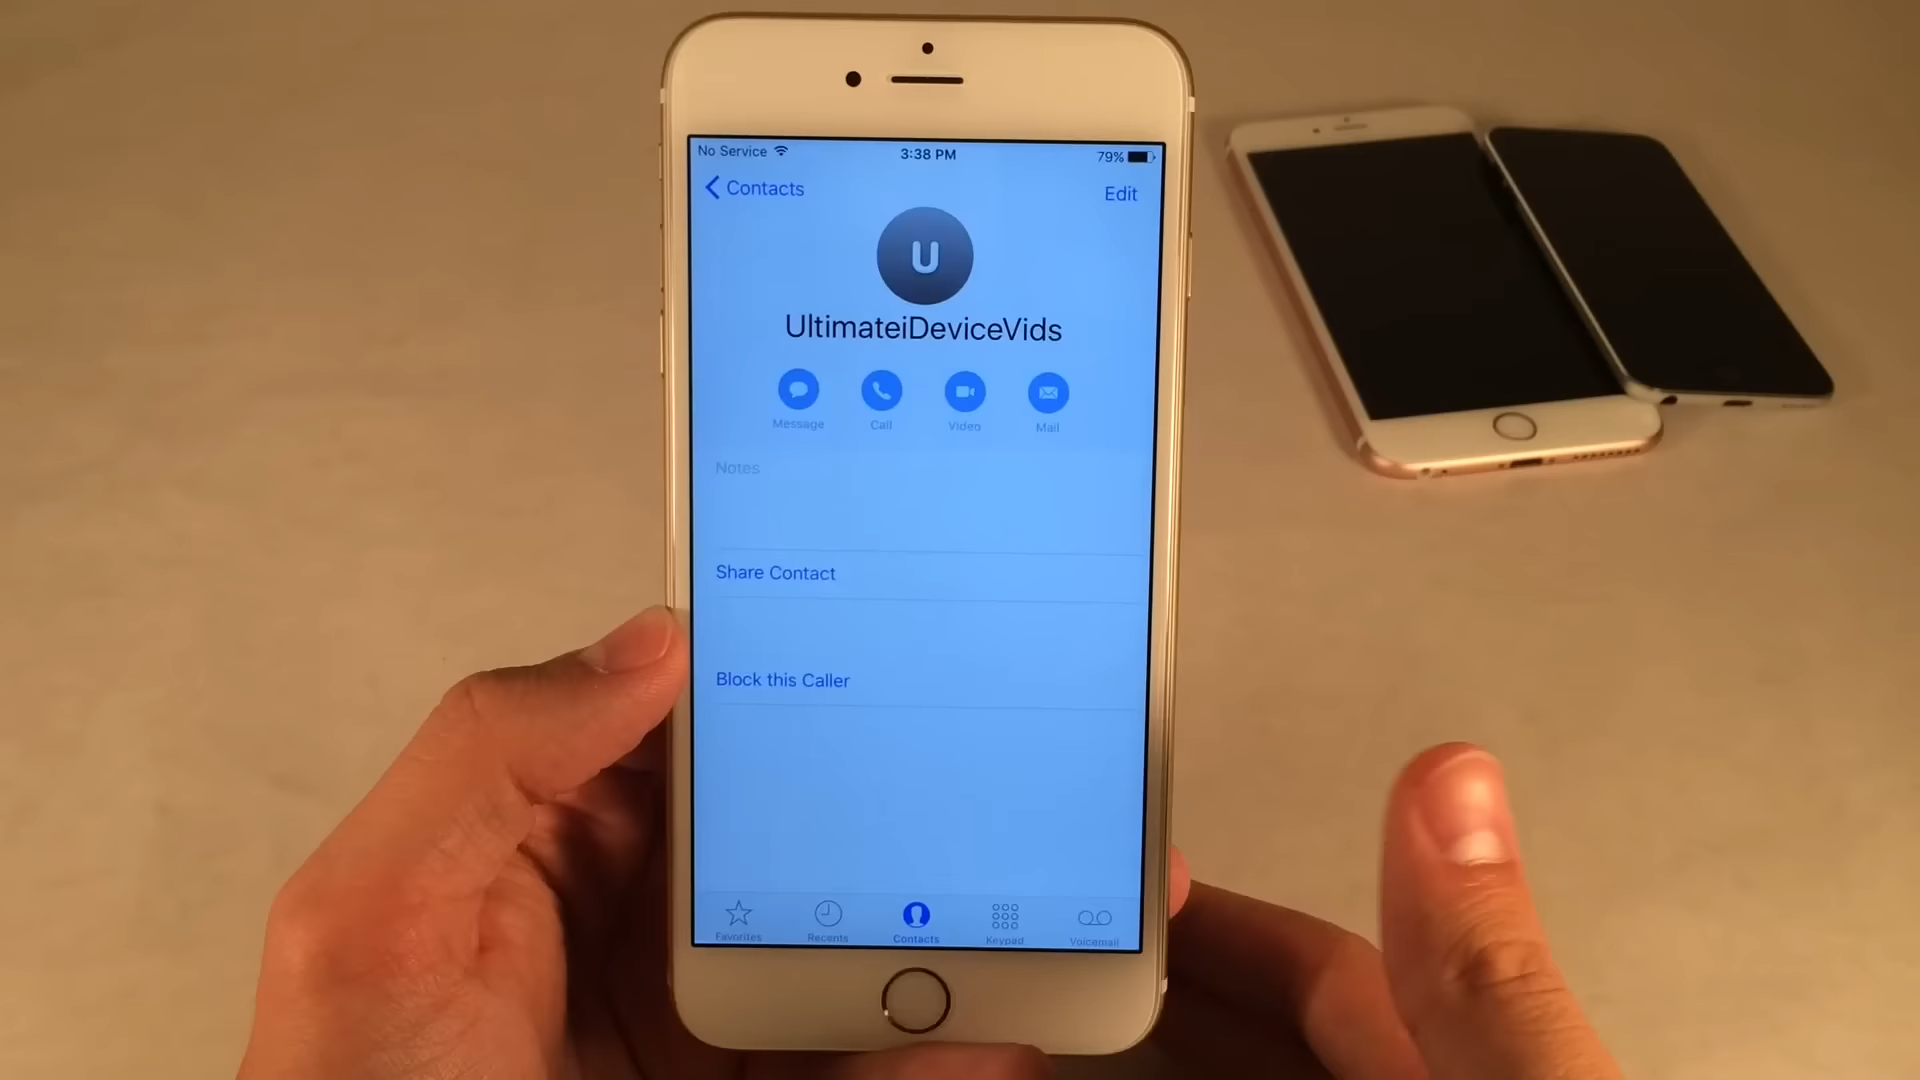 No Service 3:38 PM 79%
Contacts Edit
U
UltimateiDeviceVids
Message Call Video Mail
Notes
Share Contact
Block this Caller
Favorites Recents Contacts Keypad Voicemail